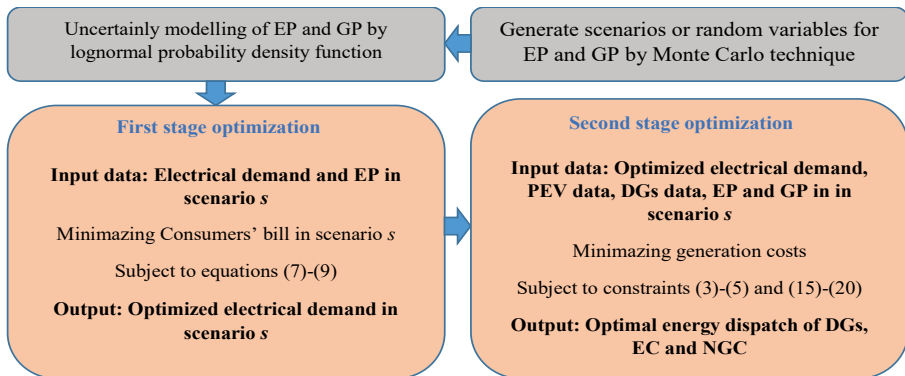 Uncertainly modelling of EP and GP by
lognormal probability density function
Generate scenarios or random variables for
EP and GP by Monte Carlo technique
First stage optimization
Input data: Electrical demand and EP in
scenario s
Minimazing Consumers' bill in scenario s
Subject to equations (7)-(9)
Output: Optimized electrical demand in
scenario s
Second stage optimization
Input data: Optimized electrical demand,
PEV data, DGs data, EP and GP in in
scenario s
Minimazing generation costs
Subject to constraints (3)-(5) and (15)-(20)
Output: Optimal energy dispatch of DGs,
EC and NGC